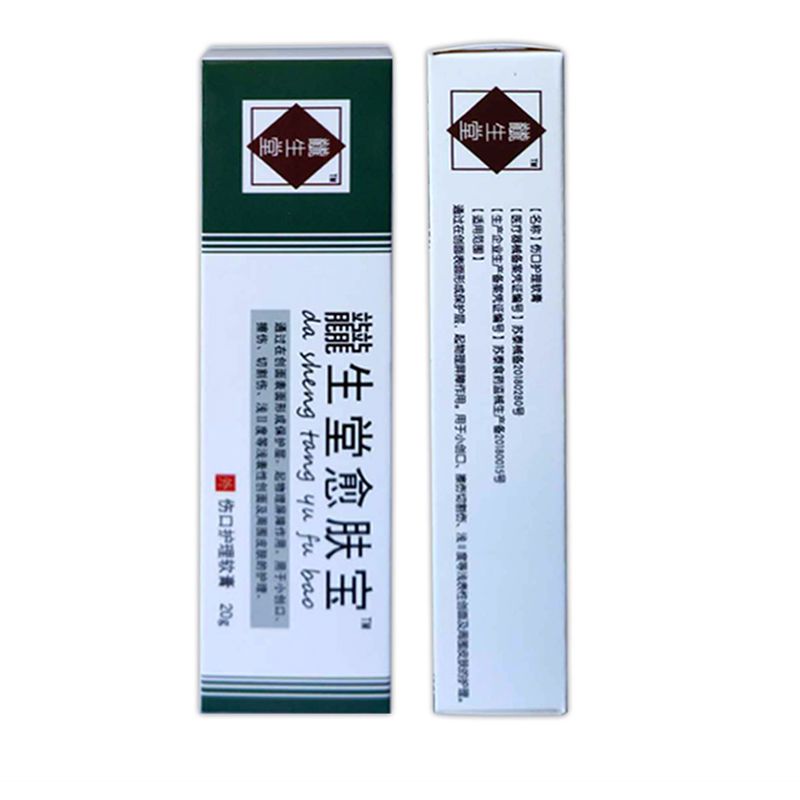 龖生堂
TM
龖生堂愈肤宝
TM
da sheng tang yu fu bao
通过在创面表面形成保护层，起物理屏障作用。用于小创口、
擦伤、切割伤、浅Ⅱ度等浅表性创面及周围皮肤的护理。
外 伤口护理软膏 20g
龖生堂
TM
【名称】伤口护理软膏
【医疗器械备案凭证编号】苏泰械备20180280号
【生产企业生产备案凭证编号】苏泰食药监械生产备20180015号
【适用范围】
通过在创面表面形成保护层，起物理屏障作用。用于小创口、擦伤切割伤、浅Ⅱ度等浅表性创面及周围皮肤的护理。